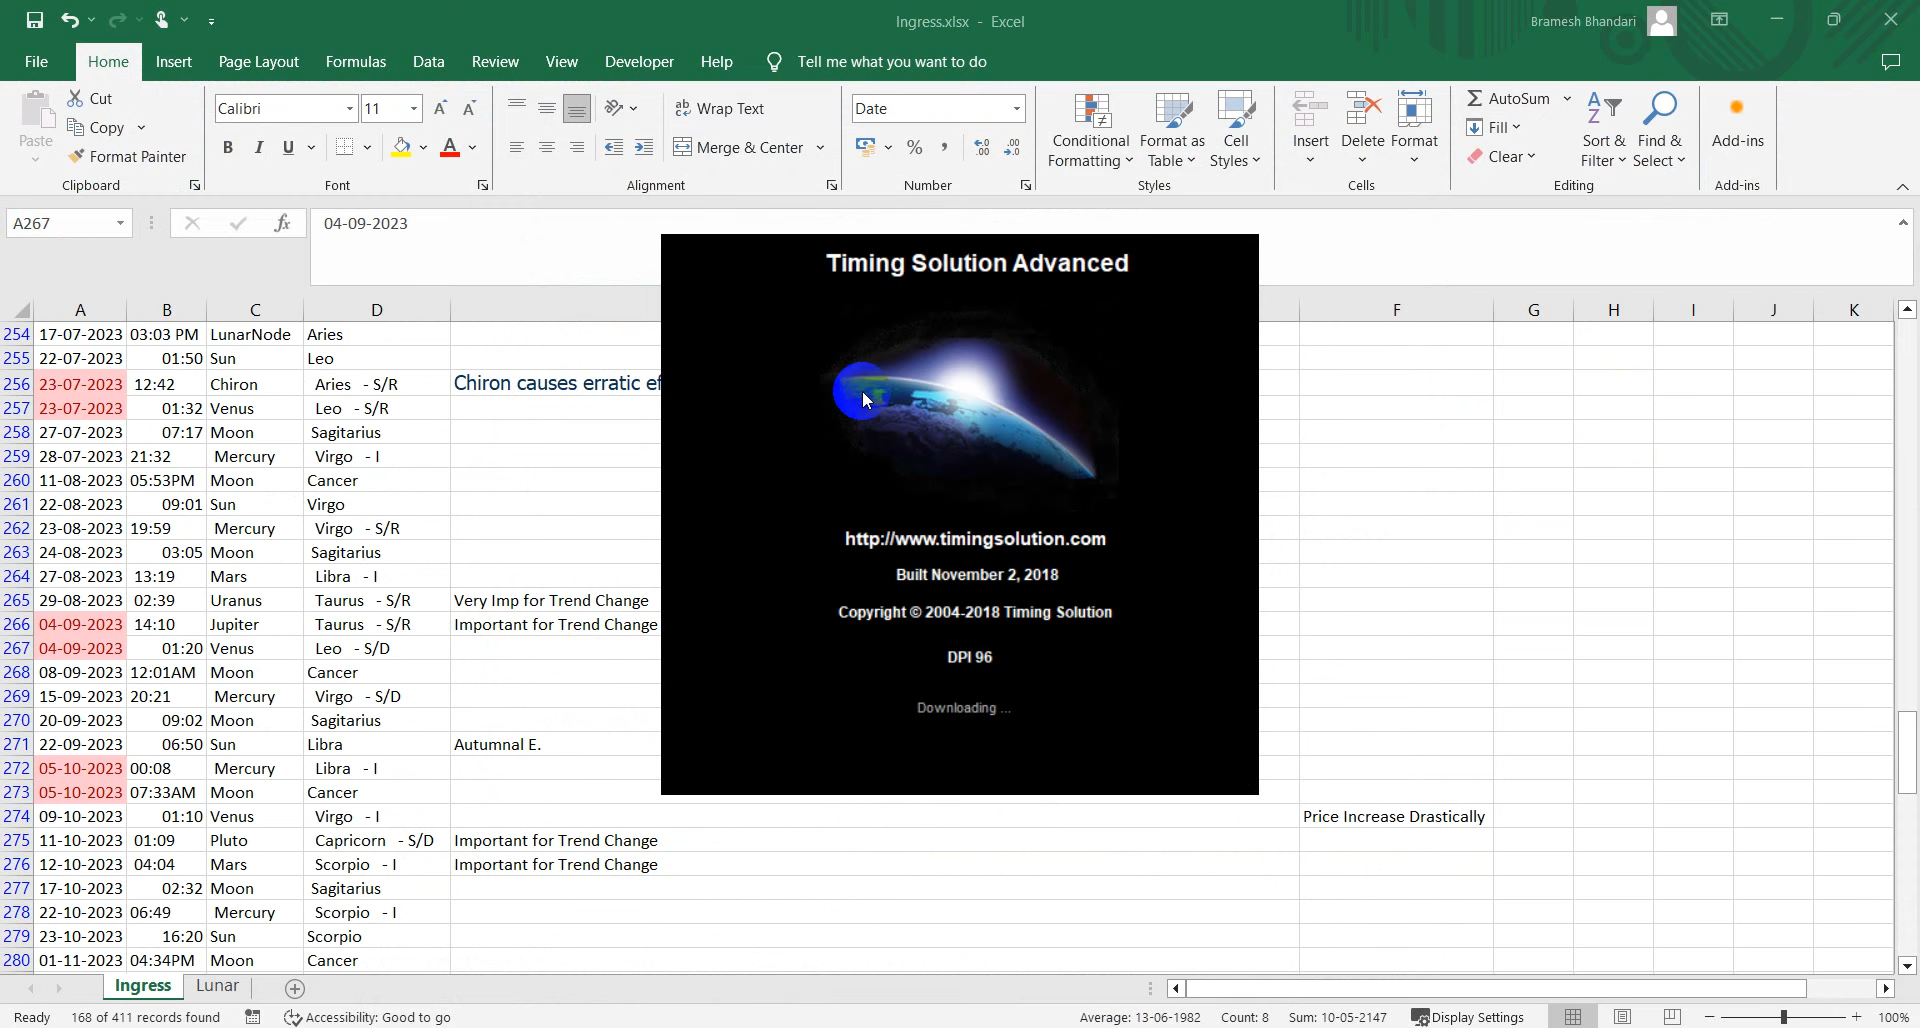 Ingress.xlsx - Excel
Bramesh Bhandari
File Home Insert Page Layout Formulas Data Review View Developer Help Tell me what you want to do
Paste
Cut
Copy
Format Painter
Clipboard
Calibri 11
B I U A
Font
ab Wrap Text
Merge & Center
Alignment
Date
%
Number
Conditional Formatting
Format as Table
Cell Styles
Styles
Insert Delete Format
Cells
AutoSum
Fill
Clear
Sort & Filter
Find & Select
Editing
Add-ins
Add-ins
A267 fx 04-09-2023
A B C D F G H I J K
254 17-07-2023 03:03 PM LunarNode Aries
255 22-07-2023 01:50 Sun Leo
256 23-07-2023 12:42 Chiron Aries - S/R Chiron causes erratic ef
257 23-07-2023 01:32 Venus Leo - S/R
258 27-07-2023 07:17 Moon Sagitarius
259 28-07-2023 21:32 Mercury Virgo - I
260 11-08-2023 05:53PM Moon Cancer
261 22-08-2023 09:01 Sun Virgo
262 23-08-2023 19:59 Mercury Virgo - S/R
263 24-08-2023 03:05 Moon Sagitarius
264 27-08-2023 13:19 Mars Libra - I
265 29-08-2023 02:39 Uranus Taurus - S/R Very Imp for Trend Change
266 04-09-2023 14:10 Jupiter Taurus - S/R Important for Trend Change
267 04-09-2023 01:20 Venus Leo - S/D
268 08-09-2023 12:01AM Moon Cancer
269 15-09-2023 20:21 Mercury Virgo - S/D
270 20-09-2023 09:02 Moon Sagitarius
271 22-09-2023 06:50 Sun Libra Autumnal E.
272 05-10-2023 00:08 Mercury Libra - I
273 05-10-2023 07:33AM Moon Cancer
274 09-10-2023 01:10 Venus Virgo - I Price Increase Drastically
275 11-10-2023 01:09 Pluto Capricorn - S/D Important for Trend Change
276 12-10-2023 04:04 Mars Scorpio - I Important for Trend Change
277 17-10-2023 02:32 Moon Sagitarius
278 22-10-2023 06:49 Mercury Scorpio - I
279 23-10-2023 16:20 Sun Scorpio
280 01-11-2023 04:34PM Moon Cancer
Timing Solution Advanced
http://www.timingsolution.com
Built November 2, 2018
Copyright © 2004-2018 Timing Solution
DPI 96
Downloading ...
Ingress Lunar
Ready 168 of 411 records found Accessibility: Good to go Average: 13-06-1982 Count: 8 Sum: 10-05-2147 Display Settings 100%